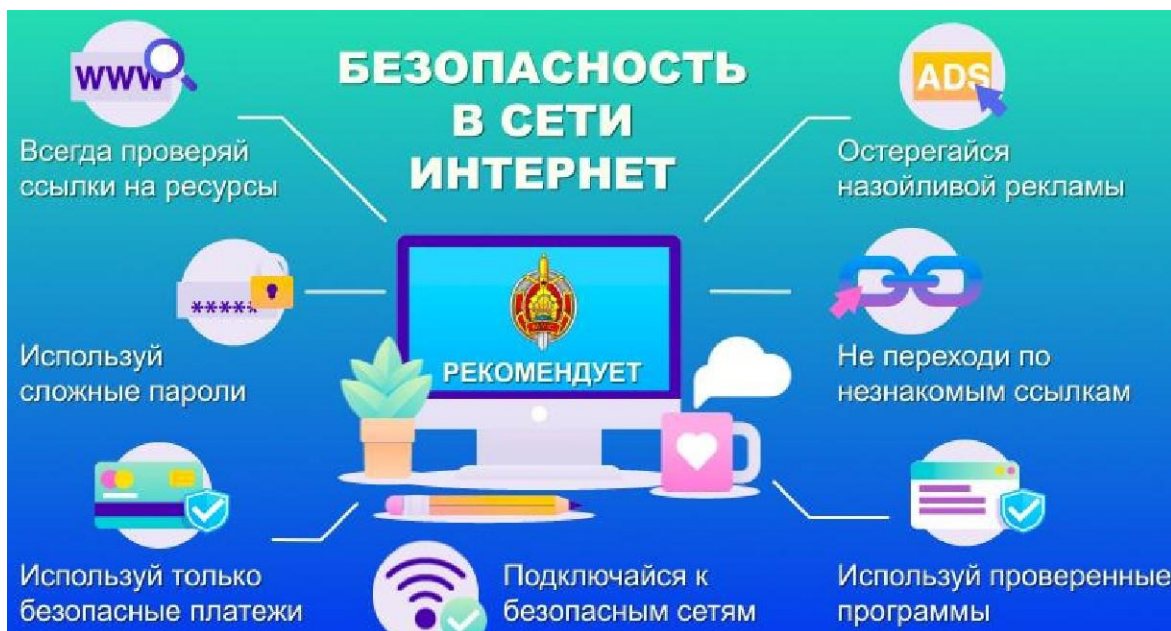 БЕЗОПАСНОСТЬ
В СЕТИ
ИНТЕРНЕТ
WWW
Всегда проверяй
ссылки на ресурсы
ADS
Остерегайся
назойливой рекламы
*****
Используй
сложные пароли
РЕКОМЕНДУЕТ
Не переходи по
незнакомым ссылкам
Используй только
безопасные платежи
Подключайся к
безопасным сетям
Используй проверенные
программы